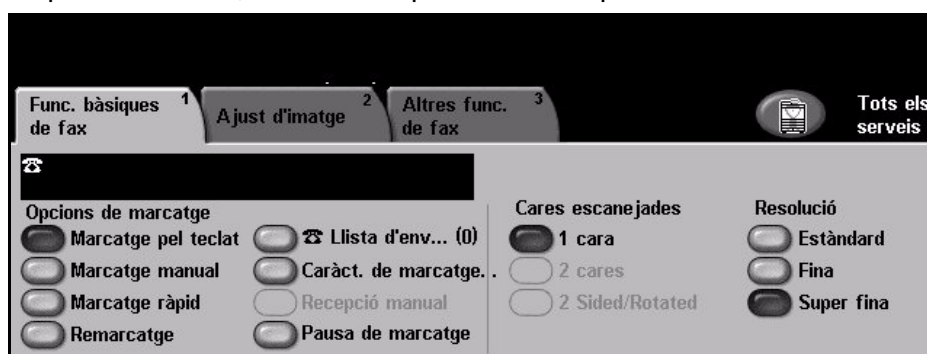 Func. bàsiques 1
de fax
Ajust d'imatge 2
Altres func. 3
de fax
Tots els
serveis
Opcions de marcatge
Marcatge pel teclat
Marcatge manual
Marcatge ràpid
Remarcatge
Llista d'env... (0)
Caràct. de marcatge. .
Recepció manual
Pausa de marcatge
Cares escanejades
1 cara
2 cares
2 Sided/Rotated
Resolució
Estàndard
Fina
Super fina